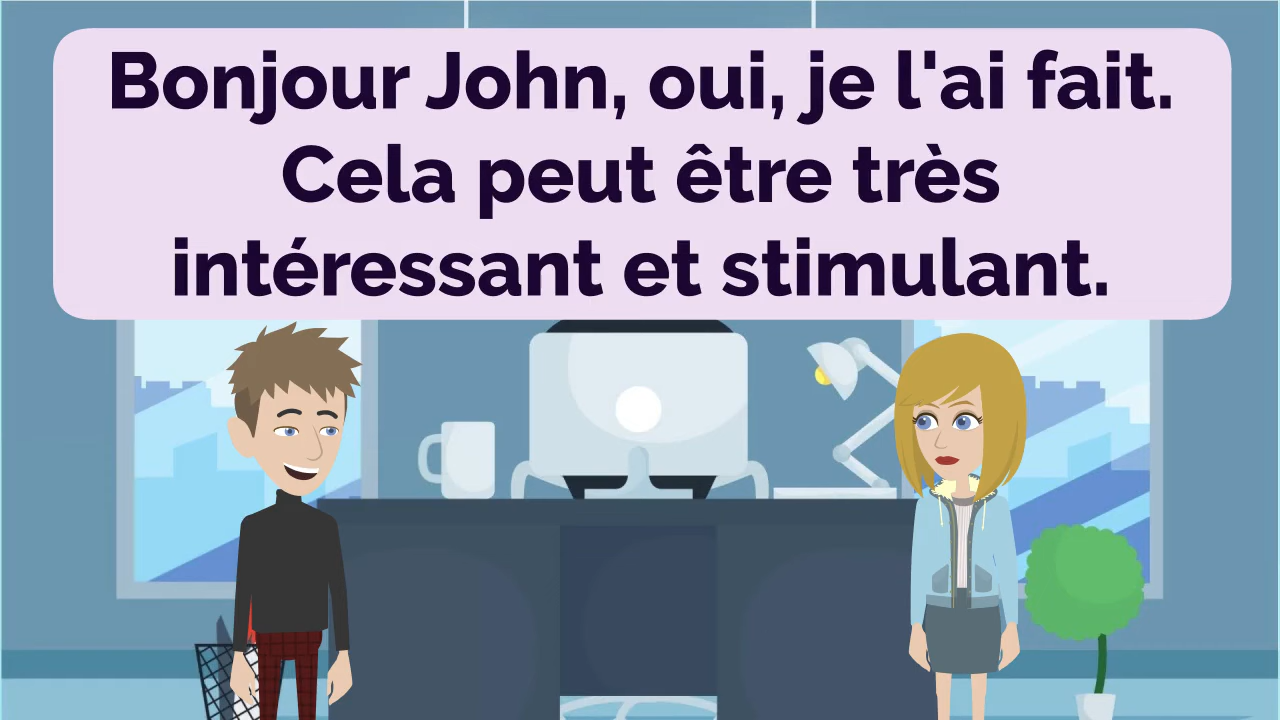 Bonjour John, oui, je l'ai fait.
Cela peut être très
intéressant et stimulant.